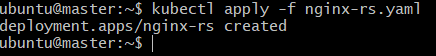 ubuntu@master:~$ kubectl apply -f nginx-rs.yaml
deployment.apps/nginx-rs created
ubuntu@master:~$